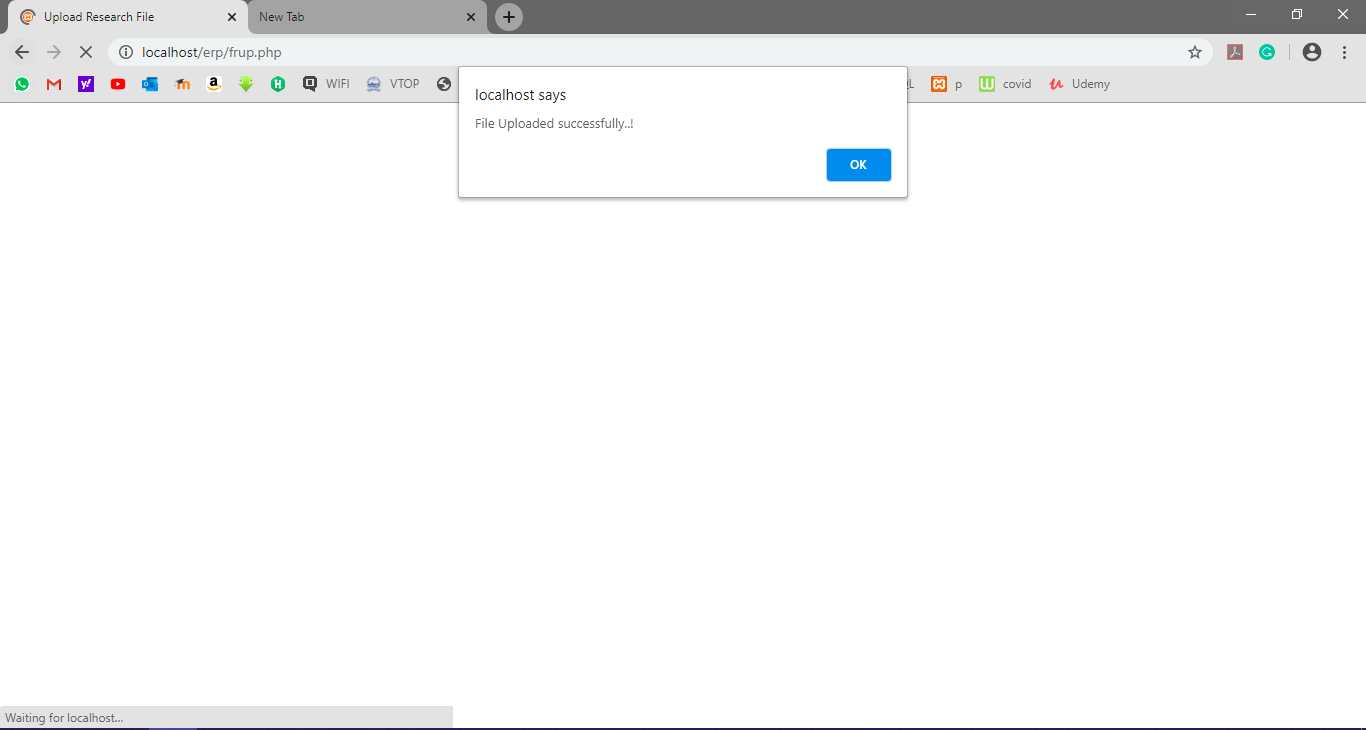 Upload Research File
New Tab
localhost/erp/frup.php
y!
a
H
WIFI
VTOP
p
W
covid
Udemy
localhost says
File Uploaded successfully..!
OK
Waiting for localhost...